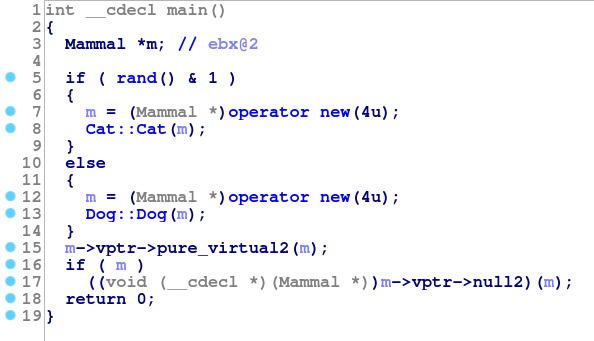 1 int __cdecl main()
2 {
3   Mammal *m; // ebx@2
4
5   if ( rand() & 1 )
6   {
7     m = (Mammal *)operator new(4u);
8     Cat::Cat(m);
9   }
10   else
11   {
12     m = (Mammal *)operator new(4u);
13     Dog::Dog(m);
14   }
15   m->vptr->pure_virtual2(m);
16   if ( m )
17     ((void (__cdecl *)(Mammal *))m->vptr->null2)(m);
18   return 0;
19 }